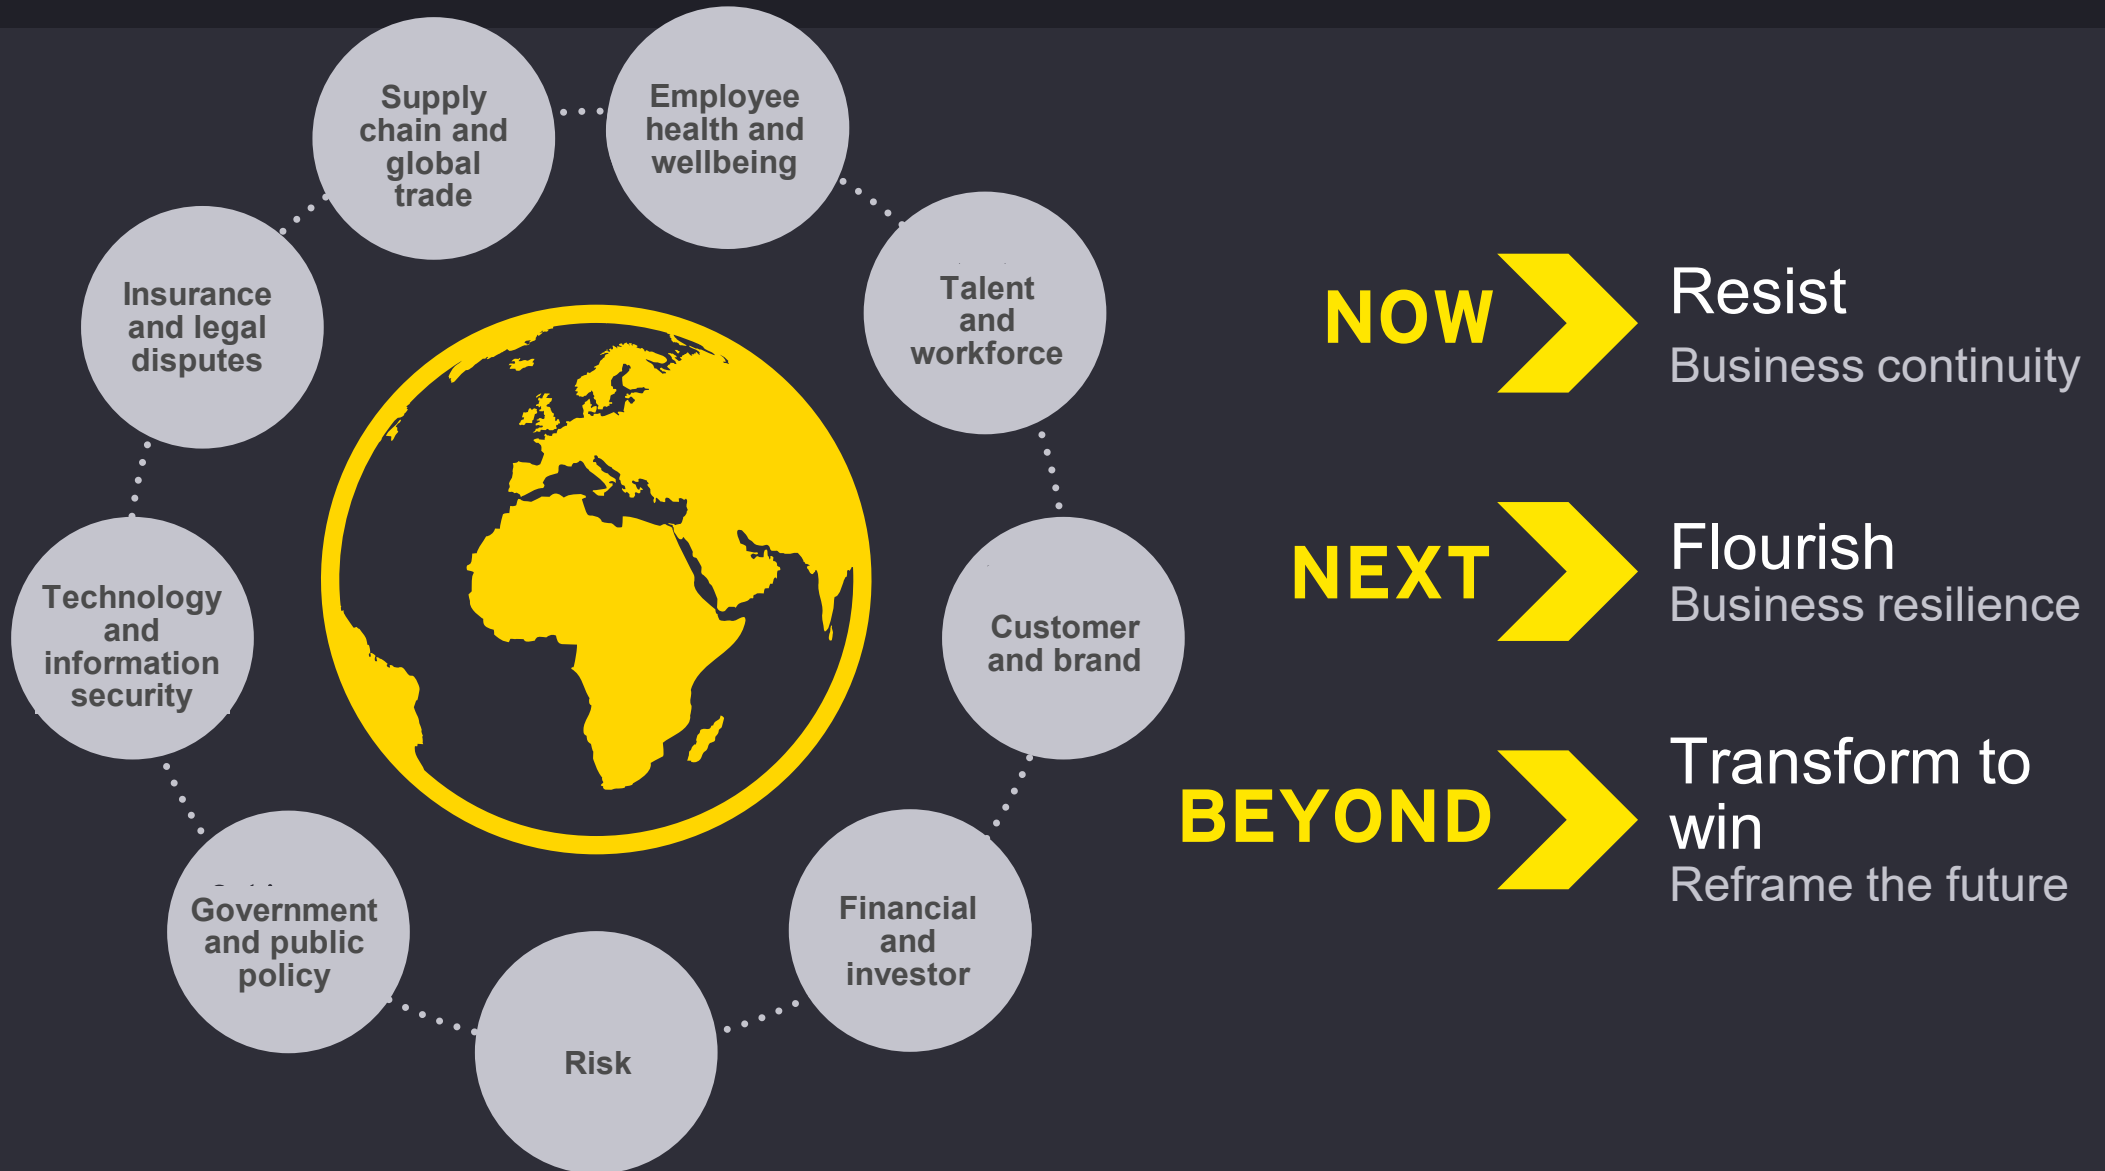 Supply
chain and
global
trade
Employee
health and
wellbeing
Talent
and
workforce
Customer
and brand
Financial
and
investor
Risk
Government
and public
policy
Technology
and
information
security
Insurance
and legal
disputes
NOW
Resist
Business continuity
NEXT
Flourish
Business resilience
BEYOND
Transform to
win
Reframe the future